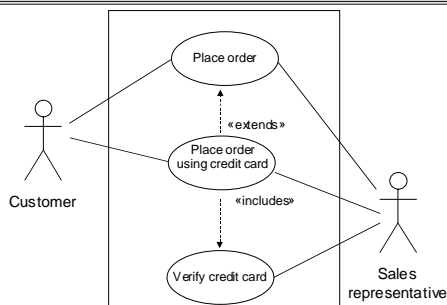 Place order
«extends»
Place order
using credit card
Customer
«includes»
Verify credit card
Sales
representative